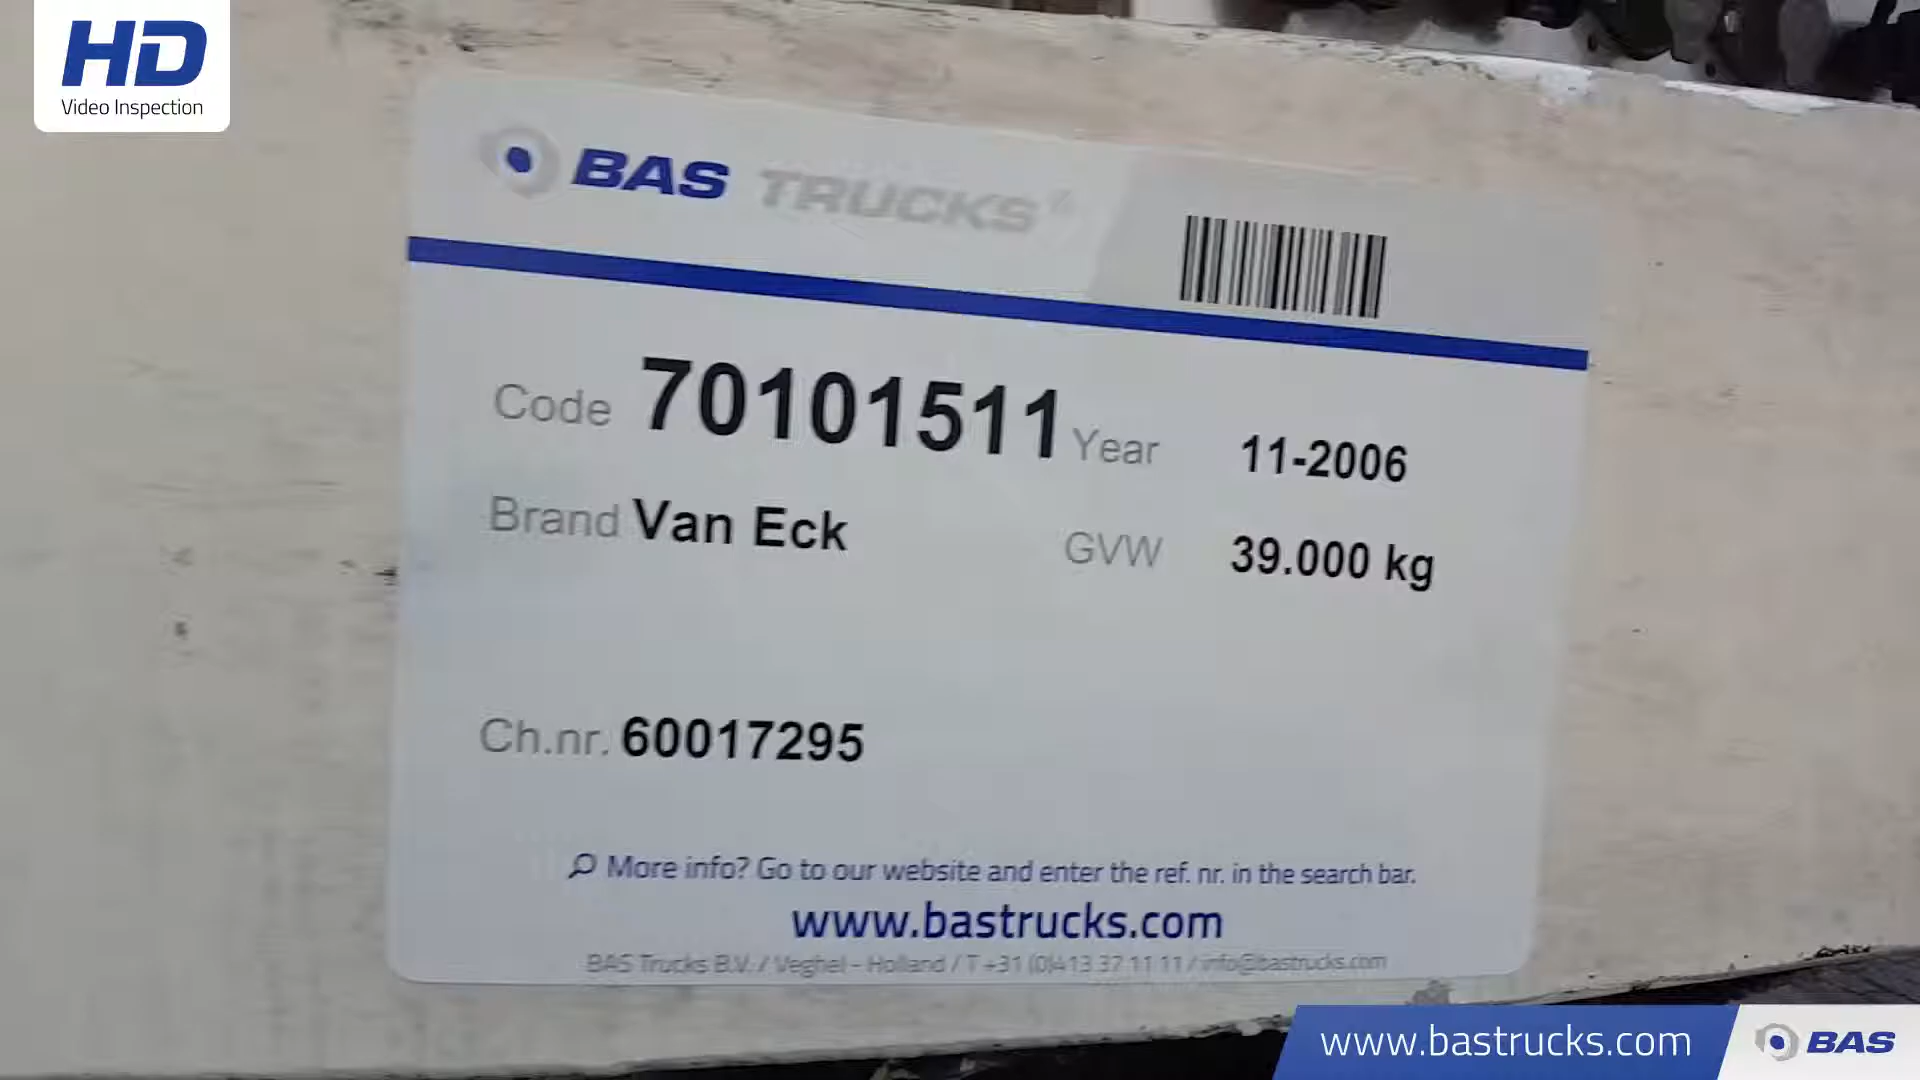 HD
Video Inspection
BAS TRUCKS
Code 70101511 Year 11-2006
Brand Van Eck GVW 39.000 kg
Ch.nr. 60017295
More info? Go to our website and enter the ref. nr. in the search bar.
www.bastrucks.com
BAS Trucks B.V. / Veghel - Holland / T +31 (0)413 37 11 11 / info@bastrucks.com
www.bastrucks.com BAS